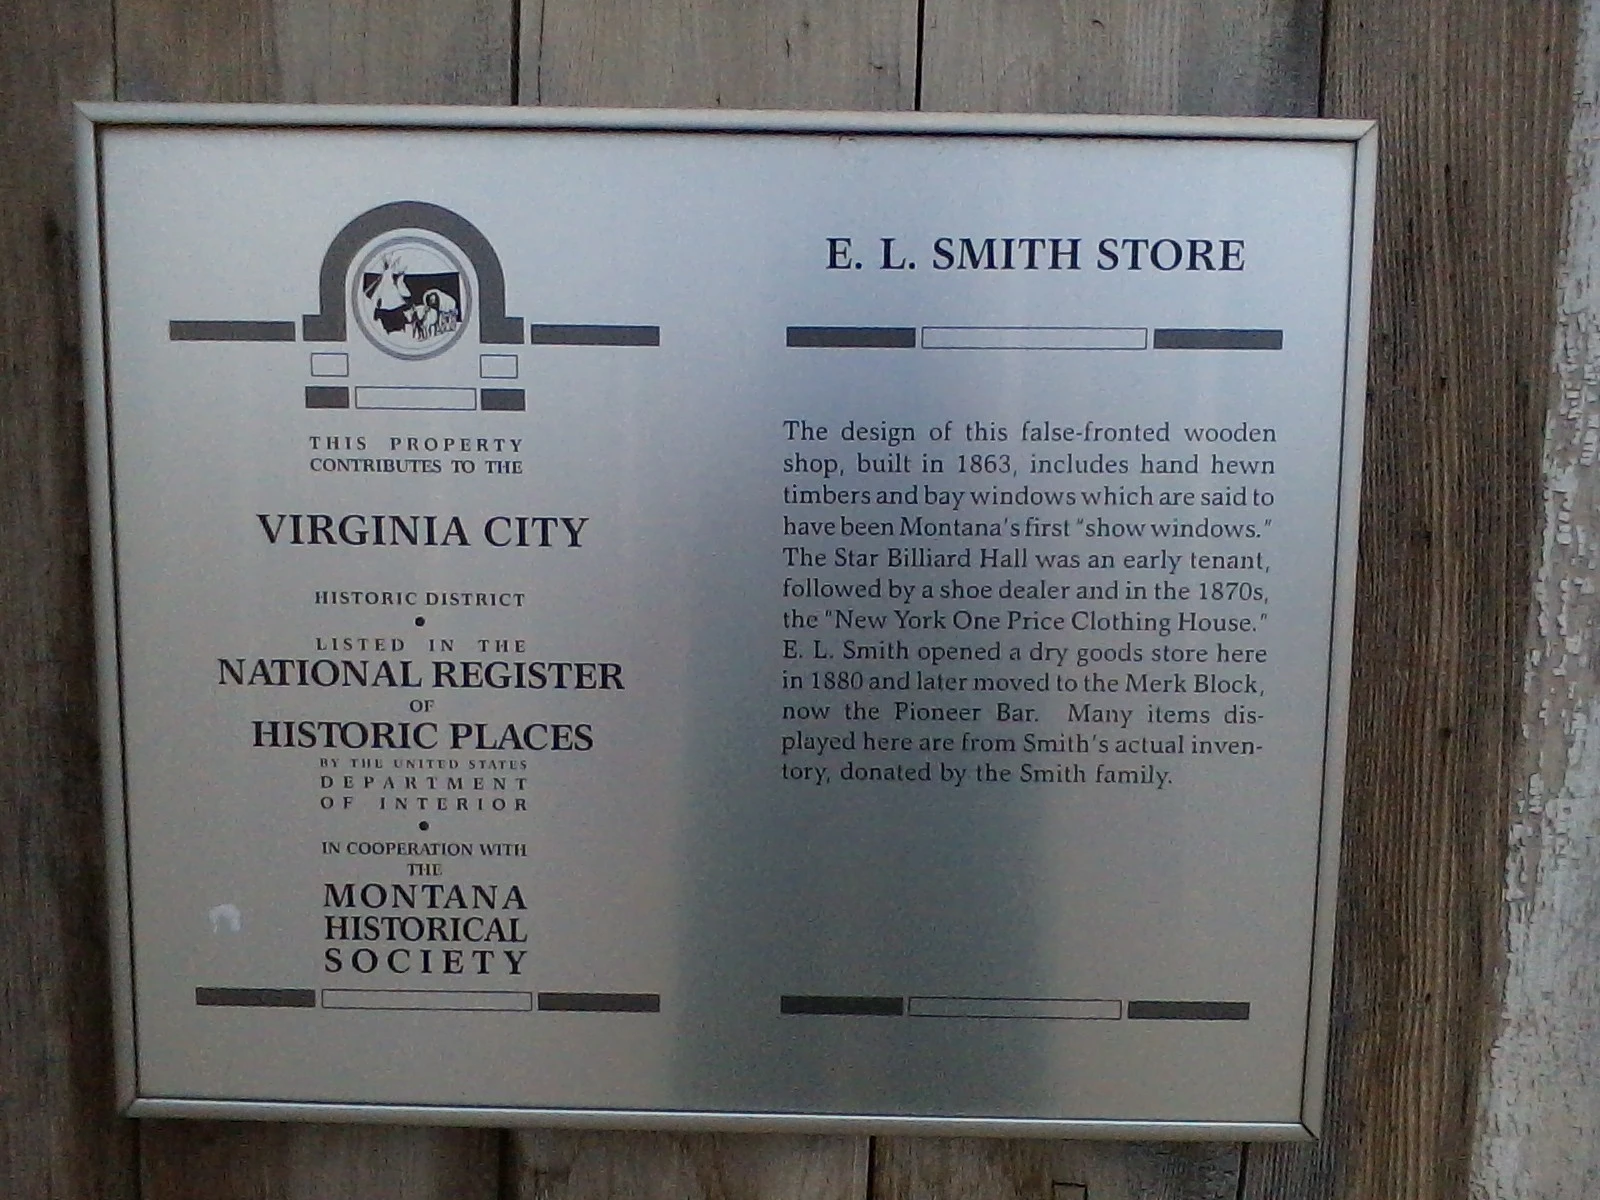 THIS PROPERTY
CONTRIBUTES TO THE
VIRGINIA CITY
HISTORIC DISTRICT
•
LISTED IN THE
NATIONAL REGISTER
OF
HISTORIC PLACES
BY THE UNITED STATES
DEPARTMENT
OF INTERIOR
•
IN COOPERATION WITH
THE
MONTANA
HISTORICAL
SOCIETY
E. L. SMITH STORE
The design of this false-fronted wooden
shop, built in 1863, includes hand hewn
timbers and bay windows which are said to
have been Montana's first "show windows."
The Star Billiard Hall was an early tenant,
followed by a shoe dealer and in the 1870s,
the "New York One Price Clothing House."
E. L. Smith opened a dry goods store here
in 1880 and later moved to the Merk Block,
now the Pioneer Bar. Many items dis-
played here are from Smith's actual inven-
tory, donated by the Smith family.